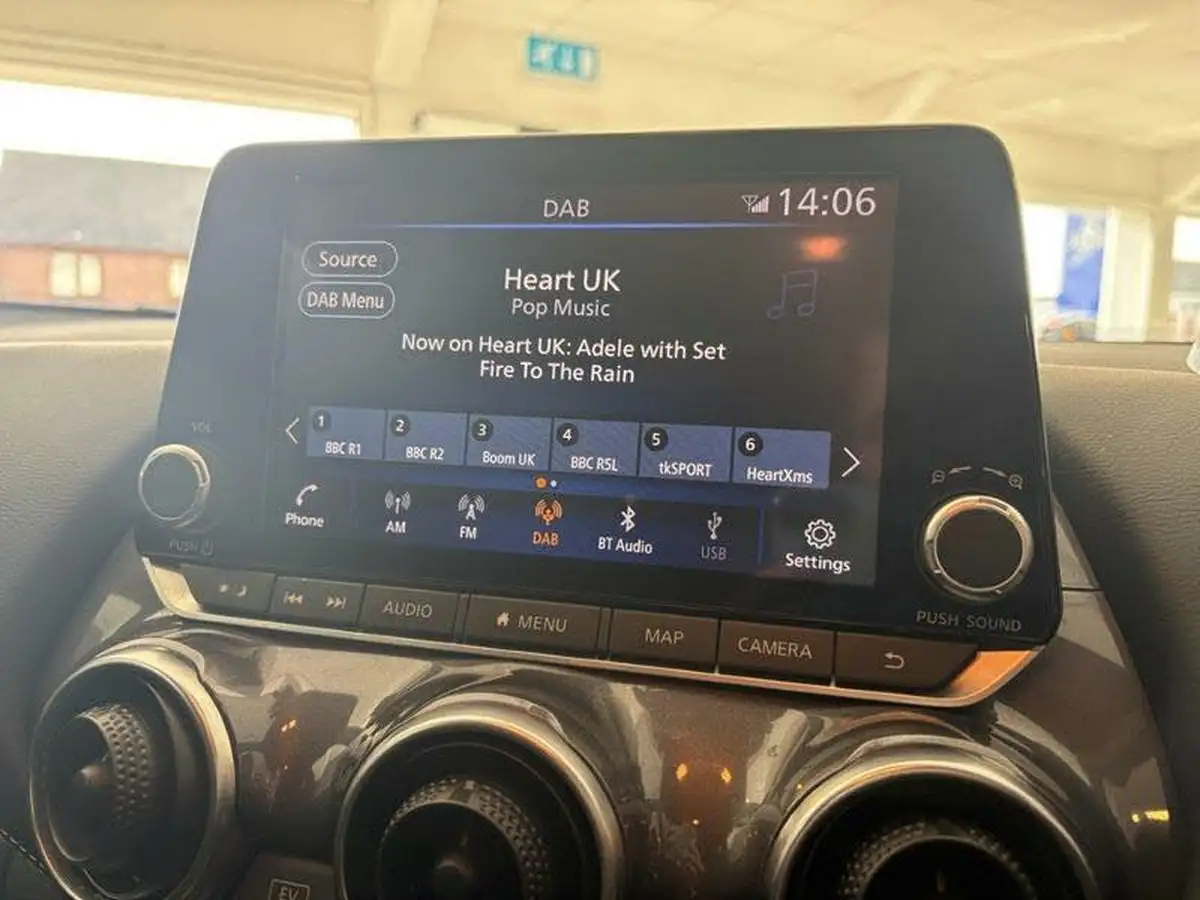 DAB
14:06
Source
DAB Menu
Heart UK
Pop Music
Now on Heart UK: Adele with Set
Fire To The Rain
1
BBC R1
2
BBC R2
3
Boom UK
4
BBC R5L
5
tkSPORT
6
HeartXms
Phone
AM
FM
DAB
BT Audio
USB
Settings
VOL
PUSH
PUSH SOUND
AUDIO
MENU
MAP
CAMERA
EV